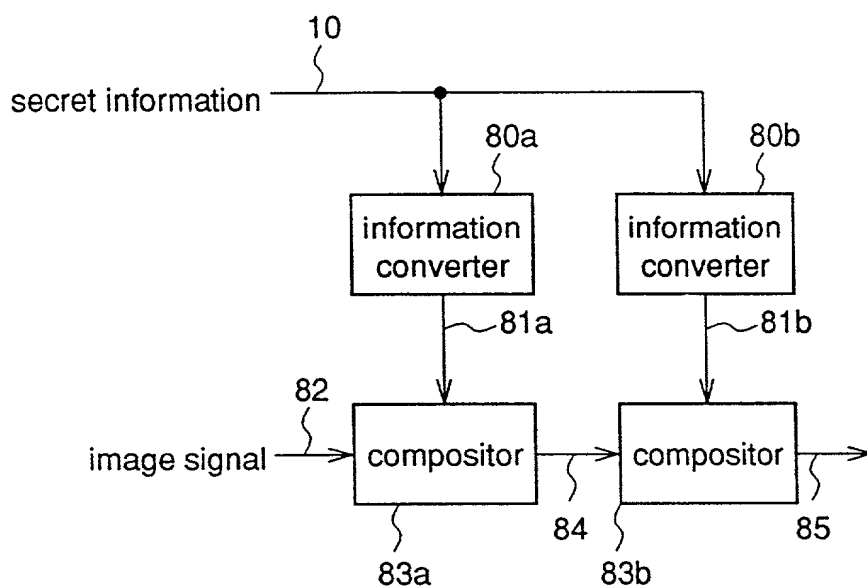 10
secret information
80a
80b
information
converter
information
converter
81a
81b
82
image signal
compositor
compositor
84
85
83a
83b